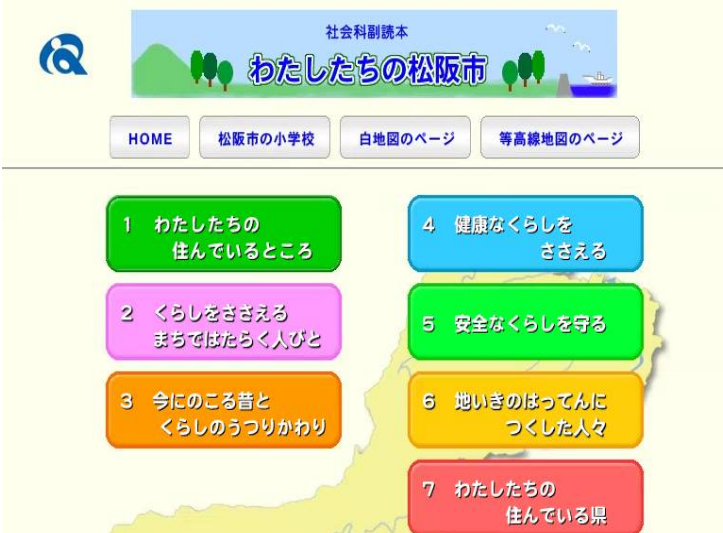 社会科副読本
わたしたちの松阪市
HOME
松阪市の小学校
白地図のページ
等高線地図のページ
1 わたしたちの
住んでいるところ
2 くらしをささえる
まちではたらく人びと
3 今にのこる昔と
くらしのうつりかわり
4 健康なくらしを
ささえる
5 安全なくらしを守る
6 地いきのはってんに
つくした人々
7 わたしたちの
住んでいる県